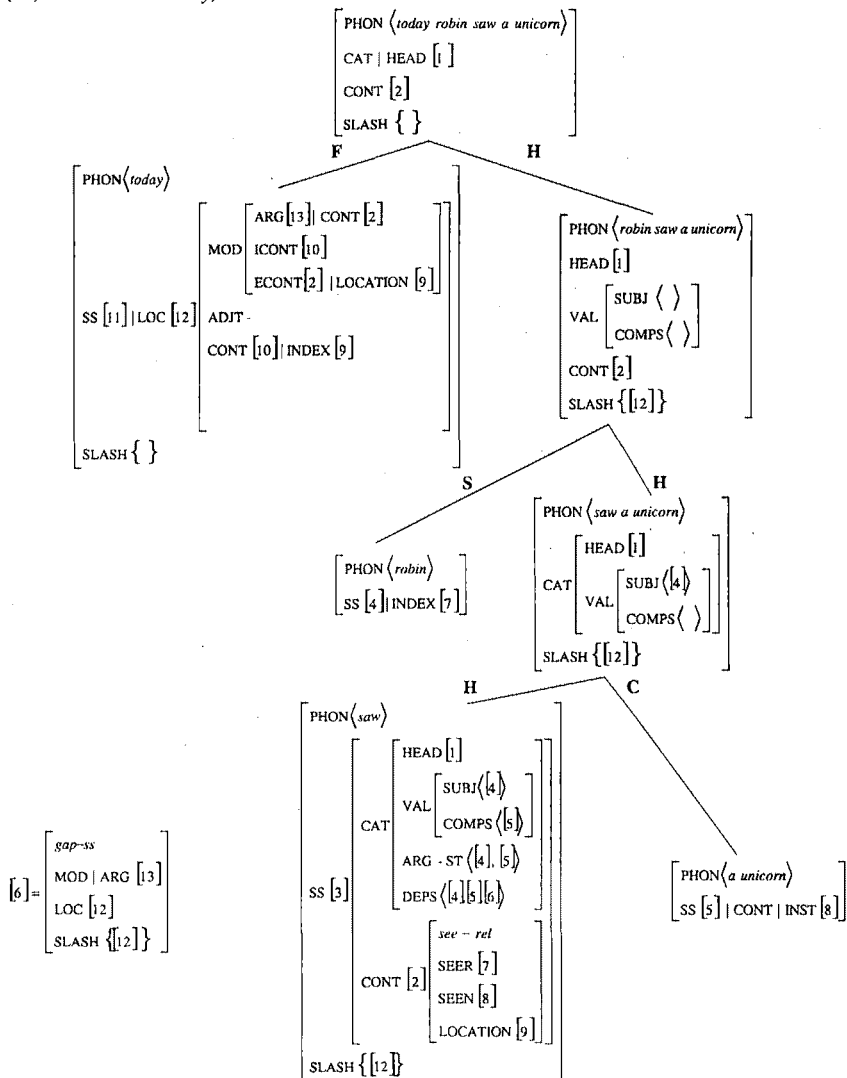 [PHON ⟨today robin saw a unicorn⟩
CAT | HEAD [1]
CONT [2]
SLASH { }]
F H
[PHON⟨today⟩
SS [11] | LOC [12] [MOD [ARG[13] | CONT [2]
ICONT [10]
ECONT[2] | LOCATION [9]]
ADJT -
CONT [10] | INDEX [9]]
SLASH { }]
[PHON ⟨robin saw a unicorn⟩
HEAD [1]
VAL [SUBJ ⟨ ⟩
COMPS ⟨ ⟩]
CONT [2]
SLASH {[12]}]
S H
[PHON ⟨robin⟩
SS [4] | INDEX [7]]
[PHON ⟨saw a unicorn⟩
CAT [HEAD [1]
VAL [SUBJ ⟨[4]⟩
COMPS ⟨ ⟩]]
SLASH {[12]}]
H C
[6] = [gap-ss
MOD | ARG [13]
LOC [12]
SLASH {[12]}]
[PHON ⟨saw⟩
SS [3] [CAT [HEAD [1]
VAL [SUBJ⟨[4]⟩
COMPS ⟨[5]⟩]
ARG - ST ⟨[4], [5]⟩
DEPS ⟨[4][5][6]⟩]
CONT [2] [see - rel
SEER [7]
SEEN [8]
LOCATION [9]]]
SLASH {[12]}]
[PHON⟨a unicorn⟩
SS [5] | CONT | INST [8]]